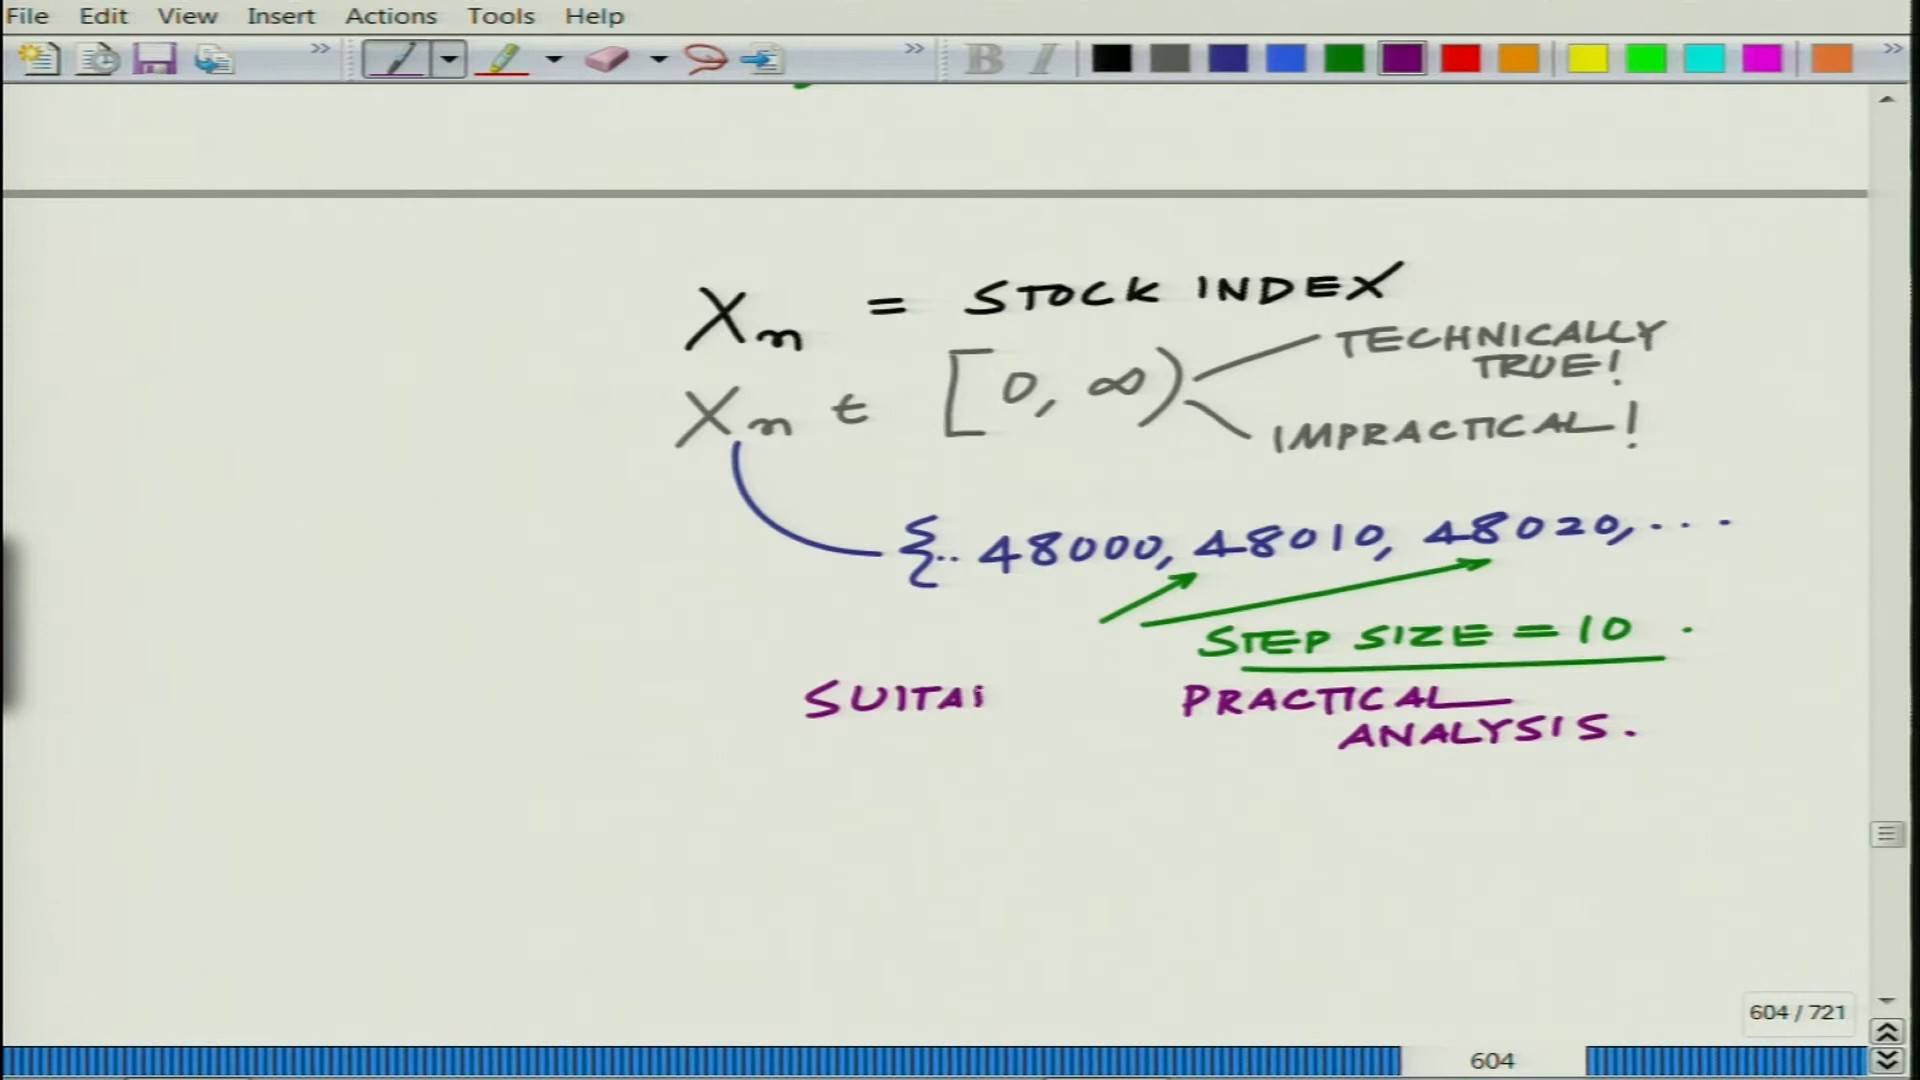 File Edit View Insert Actions Tools Help
B I
Xn = STOCK INDEX
Xn ∈ [0, ∞)
TECHNICALLY
TRUE!
IMPRACTICAL!
{.. 48000, 48010, 48020, ...
STEP SIZE = 10 .
SUITAI PRACTICAL
ANALYSIS.
604 / 721
604